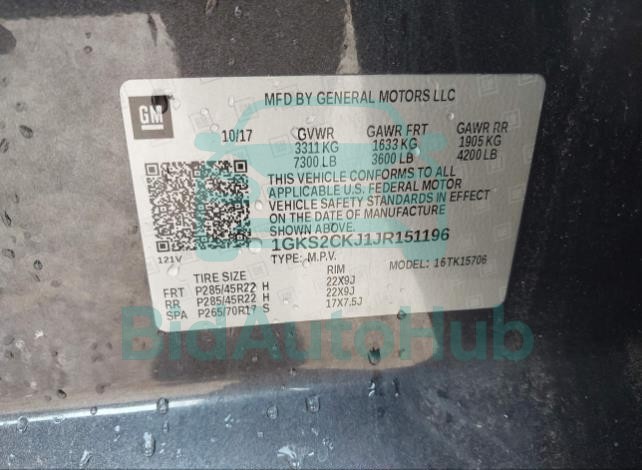 GM
MFD BY GENERAL MOTORS LLC
10/17 GVWR GAWR FRT GAWR RR
3311 KG 1633 KG 1905 KG
7300 LB 3600 LB 4200 LB
THIS VEHICLE CONFORMS TO ALL
APPLICABLE U.S. FEDERAL MOTOR
VEHICLE SAFETY STANDARDS IN EFFECT
ON THE DATE OF MANUFACTURE
SHOWN ABOVE.
1GKS2CKJ1JR151196
121V TYPE: M.P.V. MODEL: 16TK15706
TIRE SIZE RIM
FRT P285/45R22 H 22X9J
RR P285/45R22 H 22X9J
SPA P265/70R17 S 17X7.5J
BidAutoHub